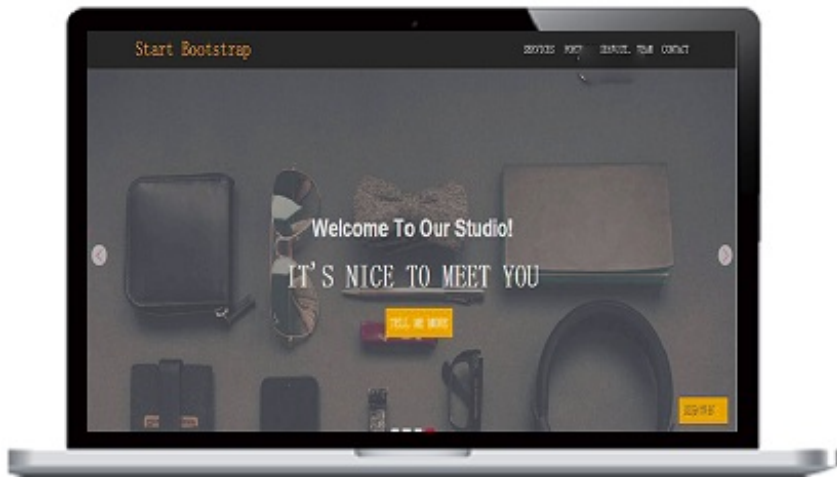 Start Bootstrap
SERVICES TEAM CONTACT
Welcome To Our Studio!
IT'S NICE TO MEET YOU
TELL ME MORE